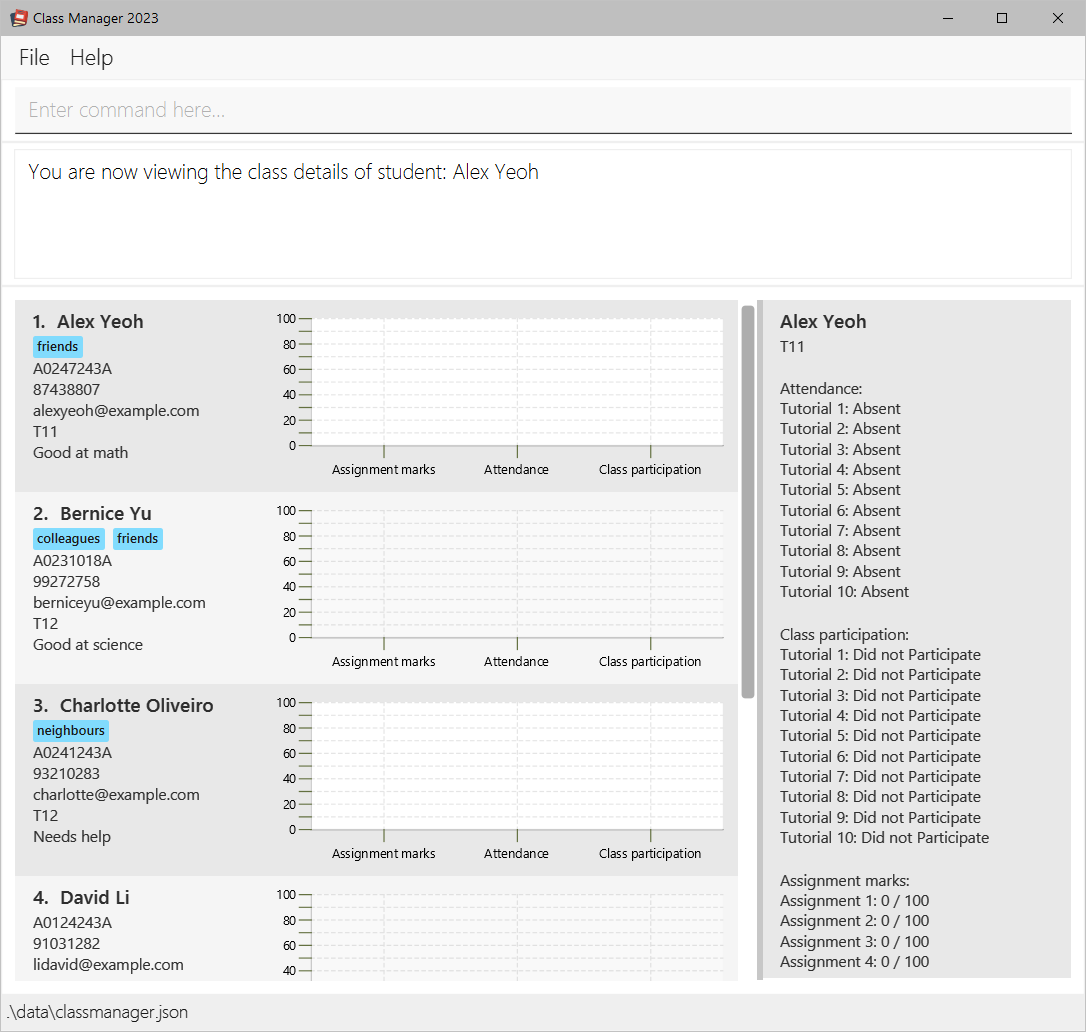 Class Manager 2023
File Help
Enter command here...
You are now viewing the class details of student: Alex Yeoh
1. Alex Yeoh
friends
A0247243A
87438807
alexyeoh@example.com
T11
Good at math
100
80
60
40
20
0
Assignment marks Attendance Class participation
2. Bernice Yu
colleagues friends
A0231018A
99272758
berniceyu@example.com
T12
Good at science
100
80
60
40
20
0
Assignment marks Attendance Class participation
3. Charlotte Oliveiro
neighbours
A0241243A
93210283
charlotte@example.com
T12
Needs help
100
80
60
40
20
0
Assignment marks Attendance Class participation
4. David Li
A0124243A
91031282
lidavid@example.com
100
80
60
40
Alex Yeoh
T11
Attendance:
Tutorial 1: Absent
Tutorial 2: Absent
Tutorial 3: Absent
Tutorial 4: Absent
Tutorial 5: Absent
Tutorial 6: Absent
Tutorial 7: Absent
Tutorial 8: Absent
Tutorial 9: Absent
Tutorial 10: Absent
Class participation:
Tutorial 1: Did not Participate
Tutorial 2: Did not Participate
Tutorial 3: Did not Participate
Tutorial 4: Did not Participate
Tutorial 5: Did not Participate
Tutorial 6: Did not Participate
Tutorial 7: Did not Participate
Tutorial 8: Did not Participate
Tutorial 9: Did not Participate
Tutorial 10: Did not Participate
Assignment marks:
Assignment 1: 0 / 100
Assignment 2: 0 / 100
Assignment 3: 0 / 100
Assignment 4: 0 / 100
.\data\classmanager.json